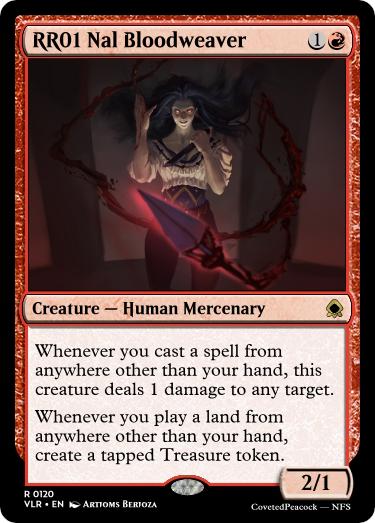 RR01 Nal Bloodweaver 1
Creature — Human Mercenary
Whenever you cast a spell from
anywhere other than your hand, this
creature deals 1 damage to any target.
Whenever you play a land from
anywhere other than your hand,
create a tapped Treasure token.
2/1
R 0120
VLR • EN Artioms Berioza
CovetedPeacock — NFS